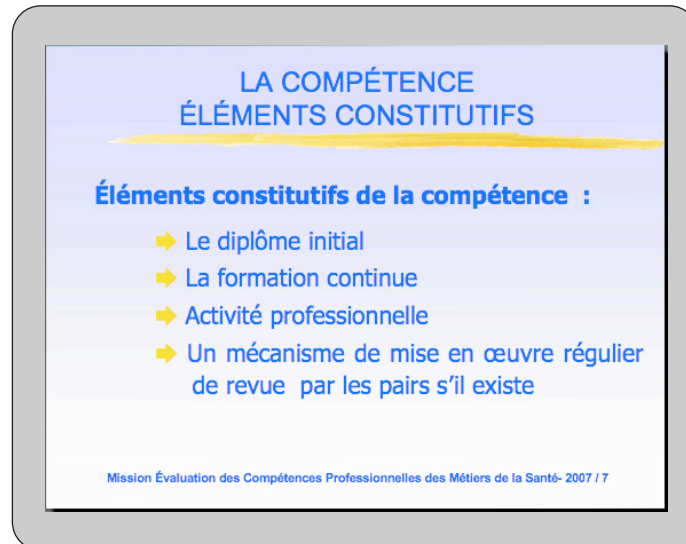 LA COMPÉTENCE
ÉLÉMENTS CONSTITUTIFS
Éléments constitutifs de la compétence :
Le diplôme initial
La formation continue
Activité professionnelle
Un mécanisme de mise en œuvre régulier
de revue par les pairs s'il existe
Mission Évaluation des Compétences Professionnelles des Métiers de la Santé- 2007 / 7